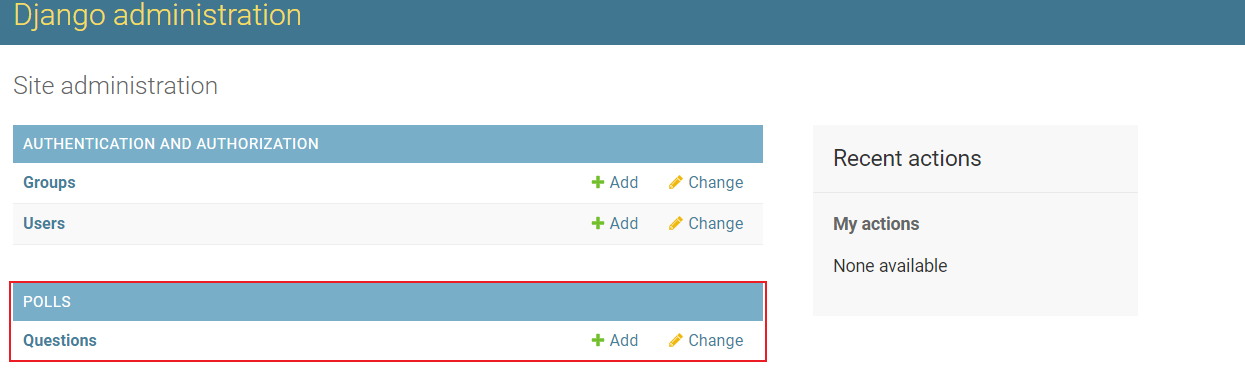 Django administration
Site administration
AUTHENTICATION AND AUTHORIZATION
Groups Add Change
Users Add Change
POLLS
Questions Add Change
Recent actions
My actions
None available